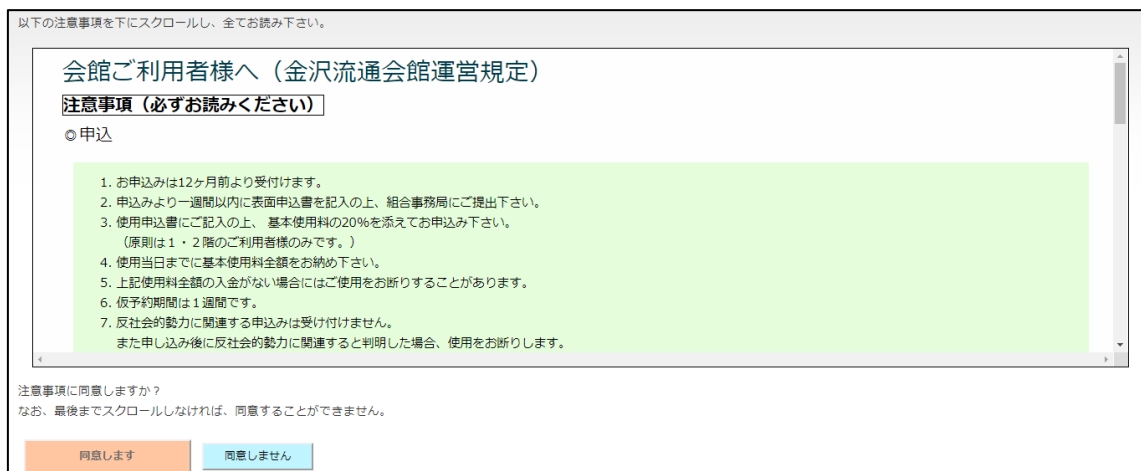 以下の注意事項を下にスクロールし、全てお読み下さい。
会館ご利用者様へ（金沢流通会館運営規定）
注意事項（必ずお読みください）
◎申込
1. お申込みは12ヶ月前より受付けます。
2. 申込みより一週間以内に表面申込書を記入の上、組合事務局にご提出下さい。
3. 使用申込書にご記入の上、 基本使用料の20%を添えてお申込み下さい。
（原則は１・２階のご利用者様のみです。）
4. 使用当日までに基本使用料全額をお納め下さい。
5. 上記使用料全額の入金がない場合にはご使用をお断りすることがあります。
6. 仮予約期間は１週間です。
7. 反社会的勢力に関連する申込みは受け付けません。
また申し込み後に反社会的勢力に関連すると判明した場合、使用をお断りします。
注意事項に同意しますか？
なお、最後までスクロールしなければ、同意することができません。
同意します
同意しません